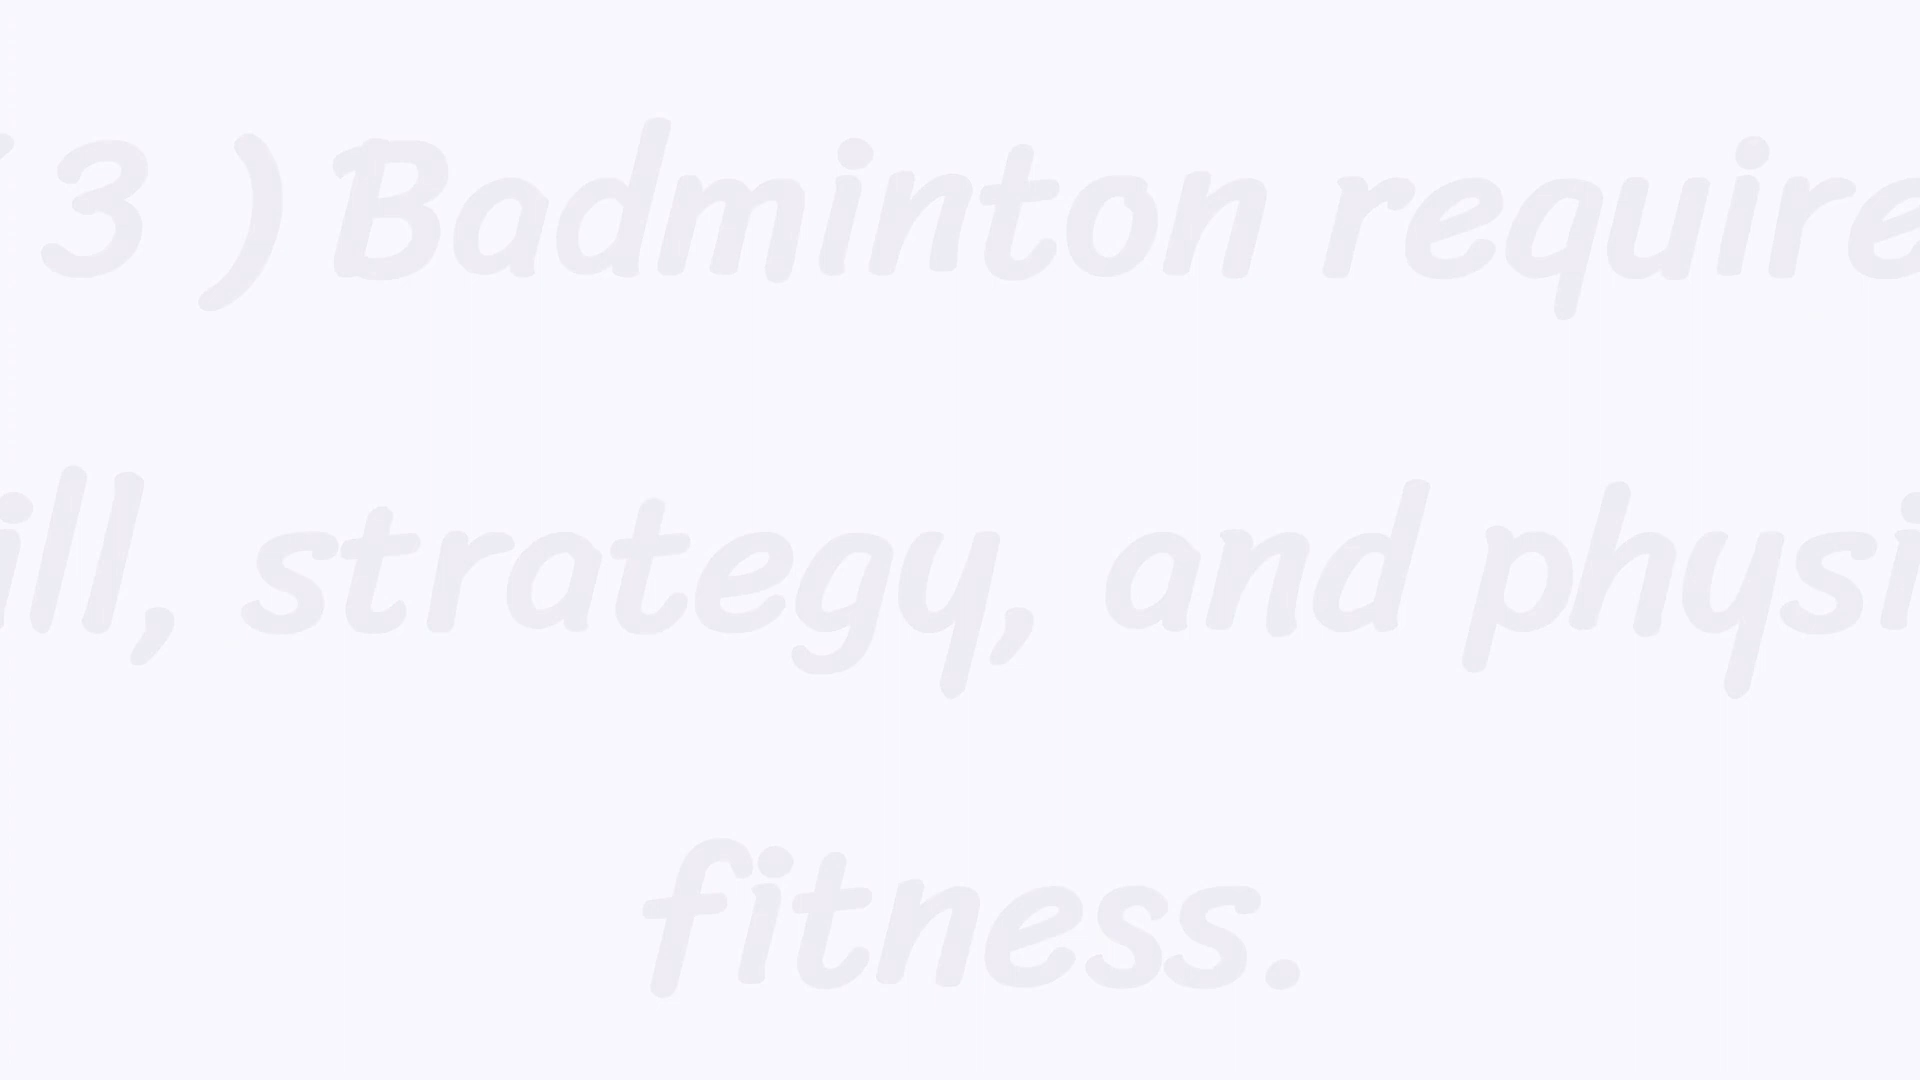 ( 3 ) Badminton require
ill, strategy, and physi
fitness.